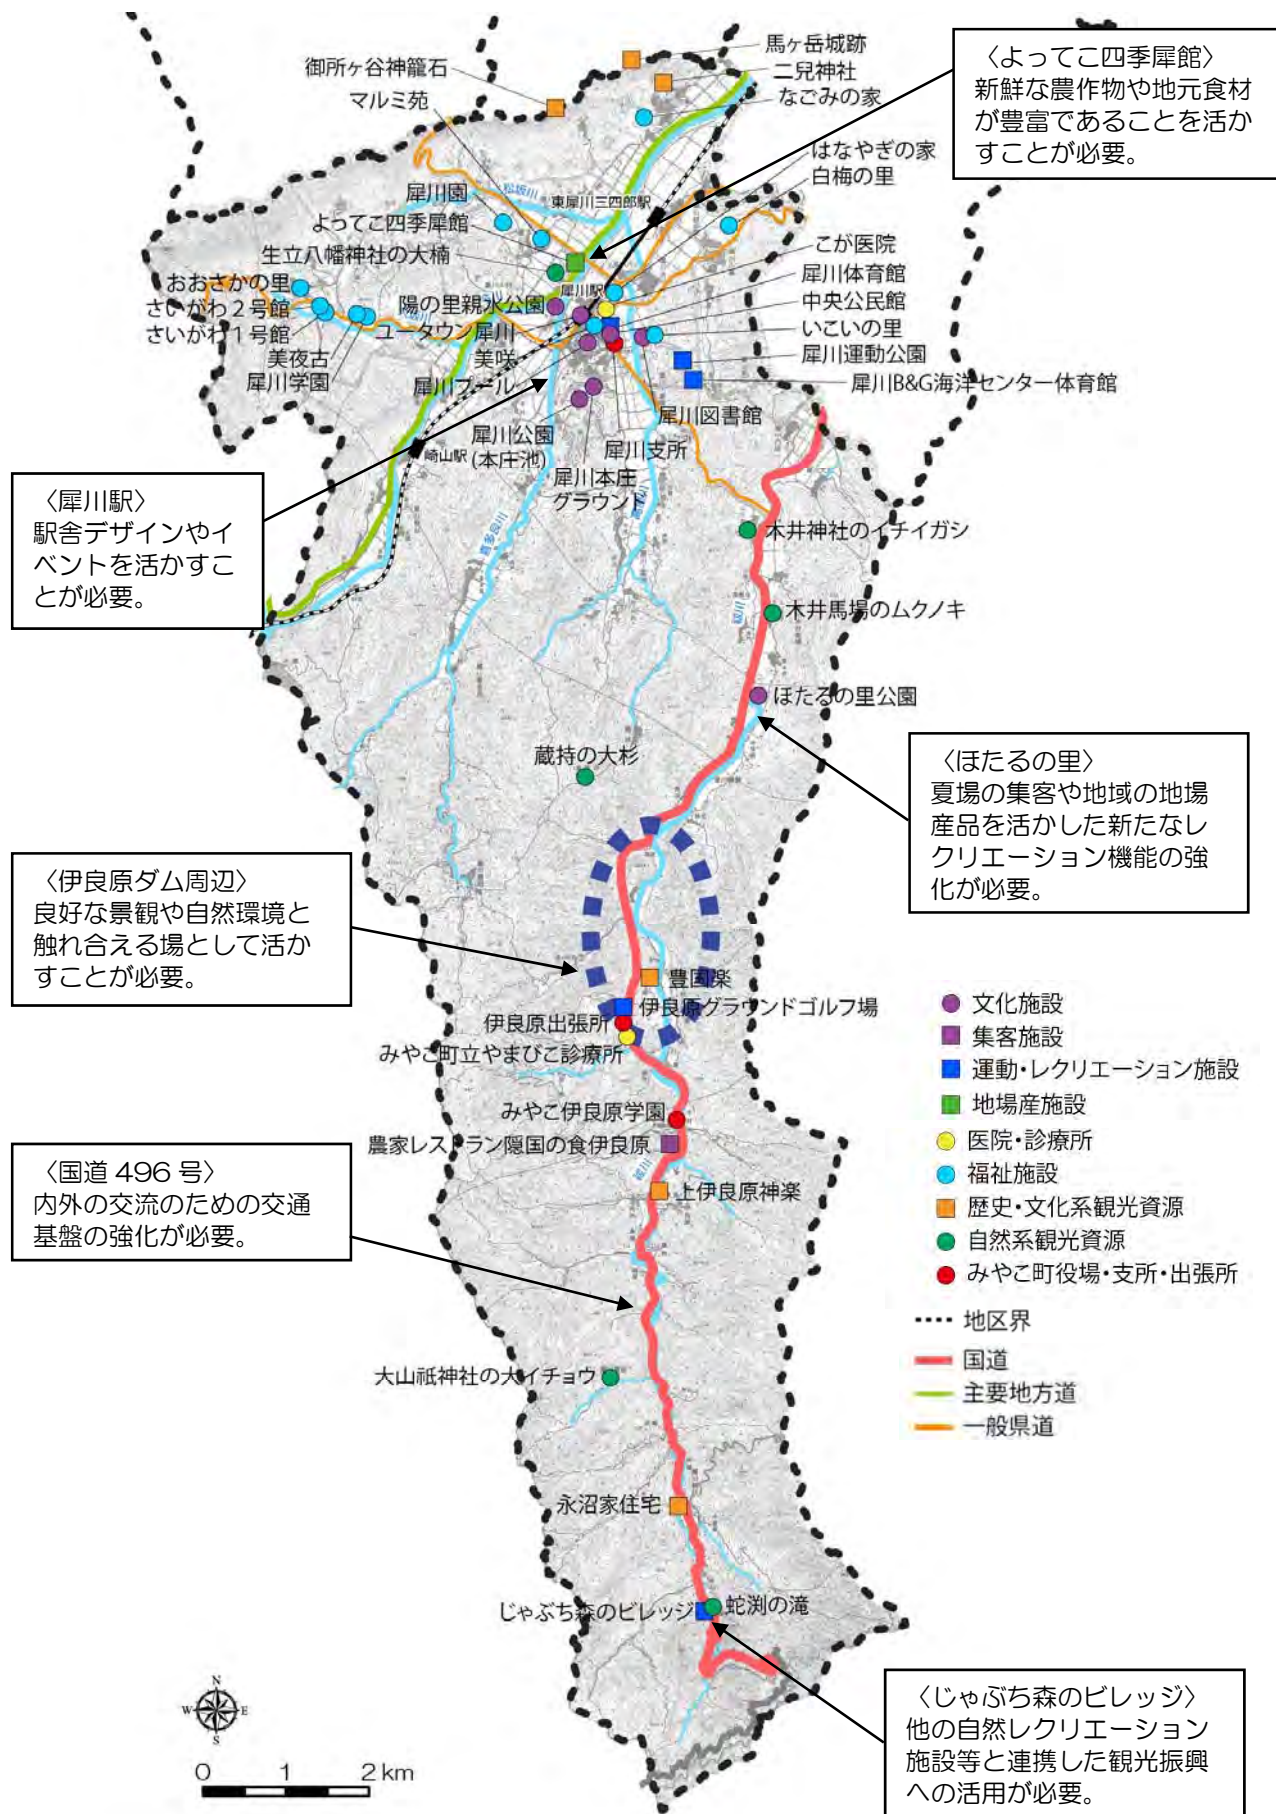 馬ヶ岳城跡
二兒神社
なごみの家
御所ヶ谷神籠石
マルミ苑
〈よってこ四季犀館〉
新鮮な農作物や地元食材
が豊富であることを活か
すことが必要。
はなやぎの家
白梅の里
犀川園
松坂川
東犀川三四郎駅
よってこ四季犀館
こが医院
生立八幡神社の大楠
犀川体育館
おおさかの里
犀川駅
中央公民館
さいがわ2号館
陽の里親水公園
いこいの里
さいがわ1号館
ユータウン犀川
犀川運動公園
美夜古
美咲
犀川B&G海洋センター体育館
犀川学園
犀川プール
犀川図書館
犀川公園
(本庄池)
犀川支所
崎山駅
犀川本庄
グラウンド
〈犀川駅〉
駅舎デザインやイ
ベントを活かすこ
とが必要。
喜多良川
木井神社のイチイガシ
木井馬場のムクノキ
ほたるの里公園
蔵持の大杉
〈ほたるの里〉
夏場の集客や地域の地場
産品を活かした新たなレ
クリエーション機能の強
化が必要。
〈伊良原ダム周辺〉
良好な景観や自然環境と
触れ合える場として活か
すことが必要。
豊国楽
伊良原グラウンドゴルフ場
伊良原出張所
みやこ町立やまびこ診療所
みやこ伊良原学園
農家レストラン隠国の食伊良原
上伊良原神楽
〈国道 496 号〉
内外の交流のための交通
基盤の強化が必要。
大山祇神社の大イチョウ
永沼家住宅
じゃぶち森のビレッジ
蛇渕の滝
〈じゃぶち森のビレッジ〉
他の自然レクリエーション
施設等と連携した観光振興
への活用が必要。
文化施設
集客施設
運動・レクリエーション施設
地場産施設
医院・診療所
福祉施設
歴史・文化系観光資源
自然系観光資源
みやこ町役場・支所・出張所
地区界
国道
主要地方道
一般県道
N
W E
S
0 1 2 km